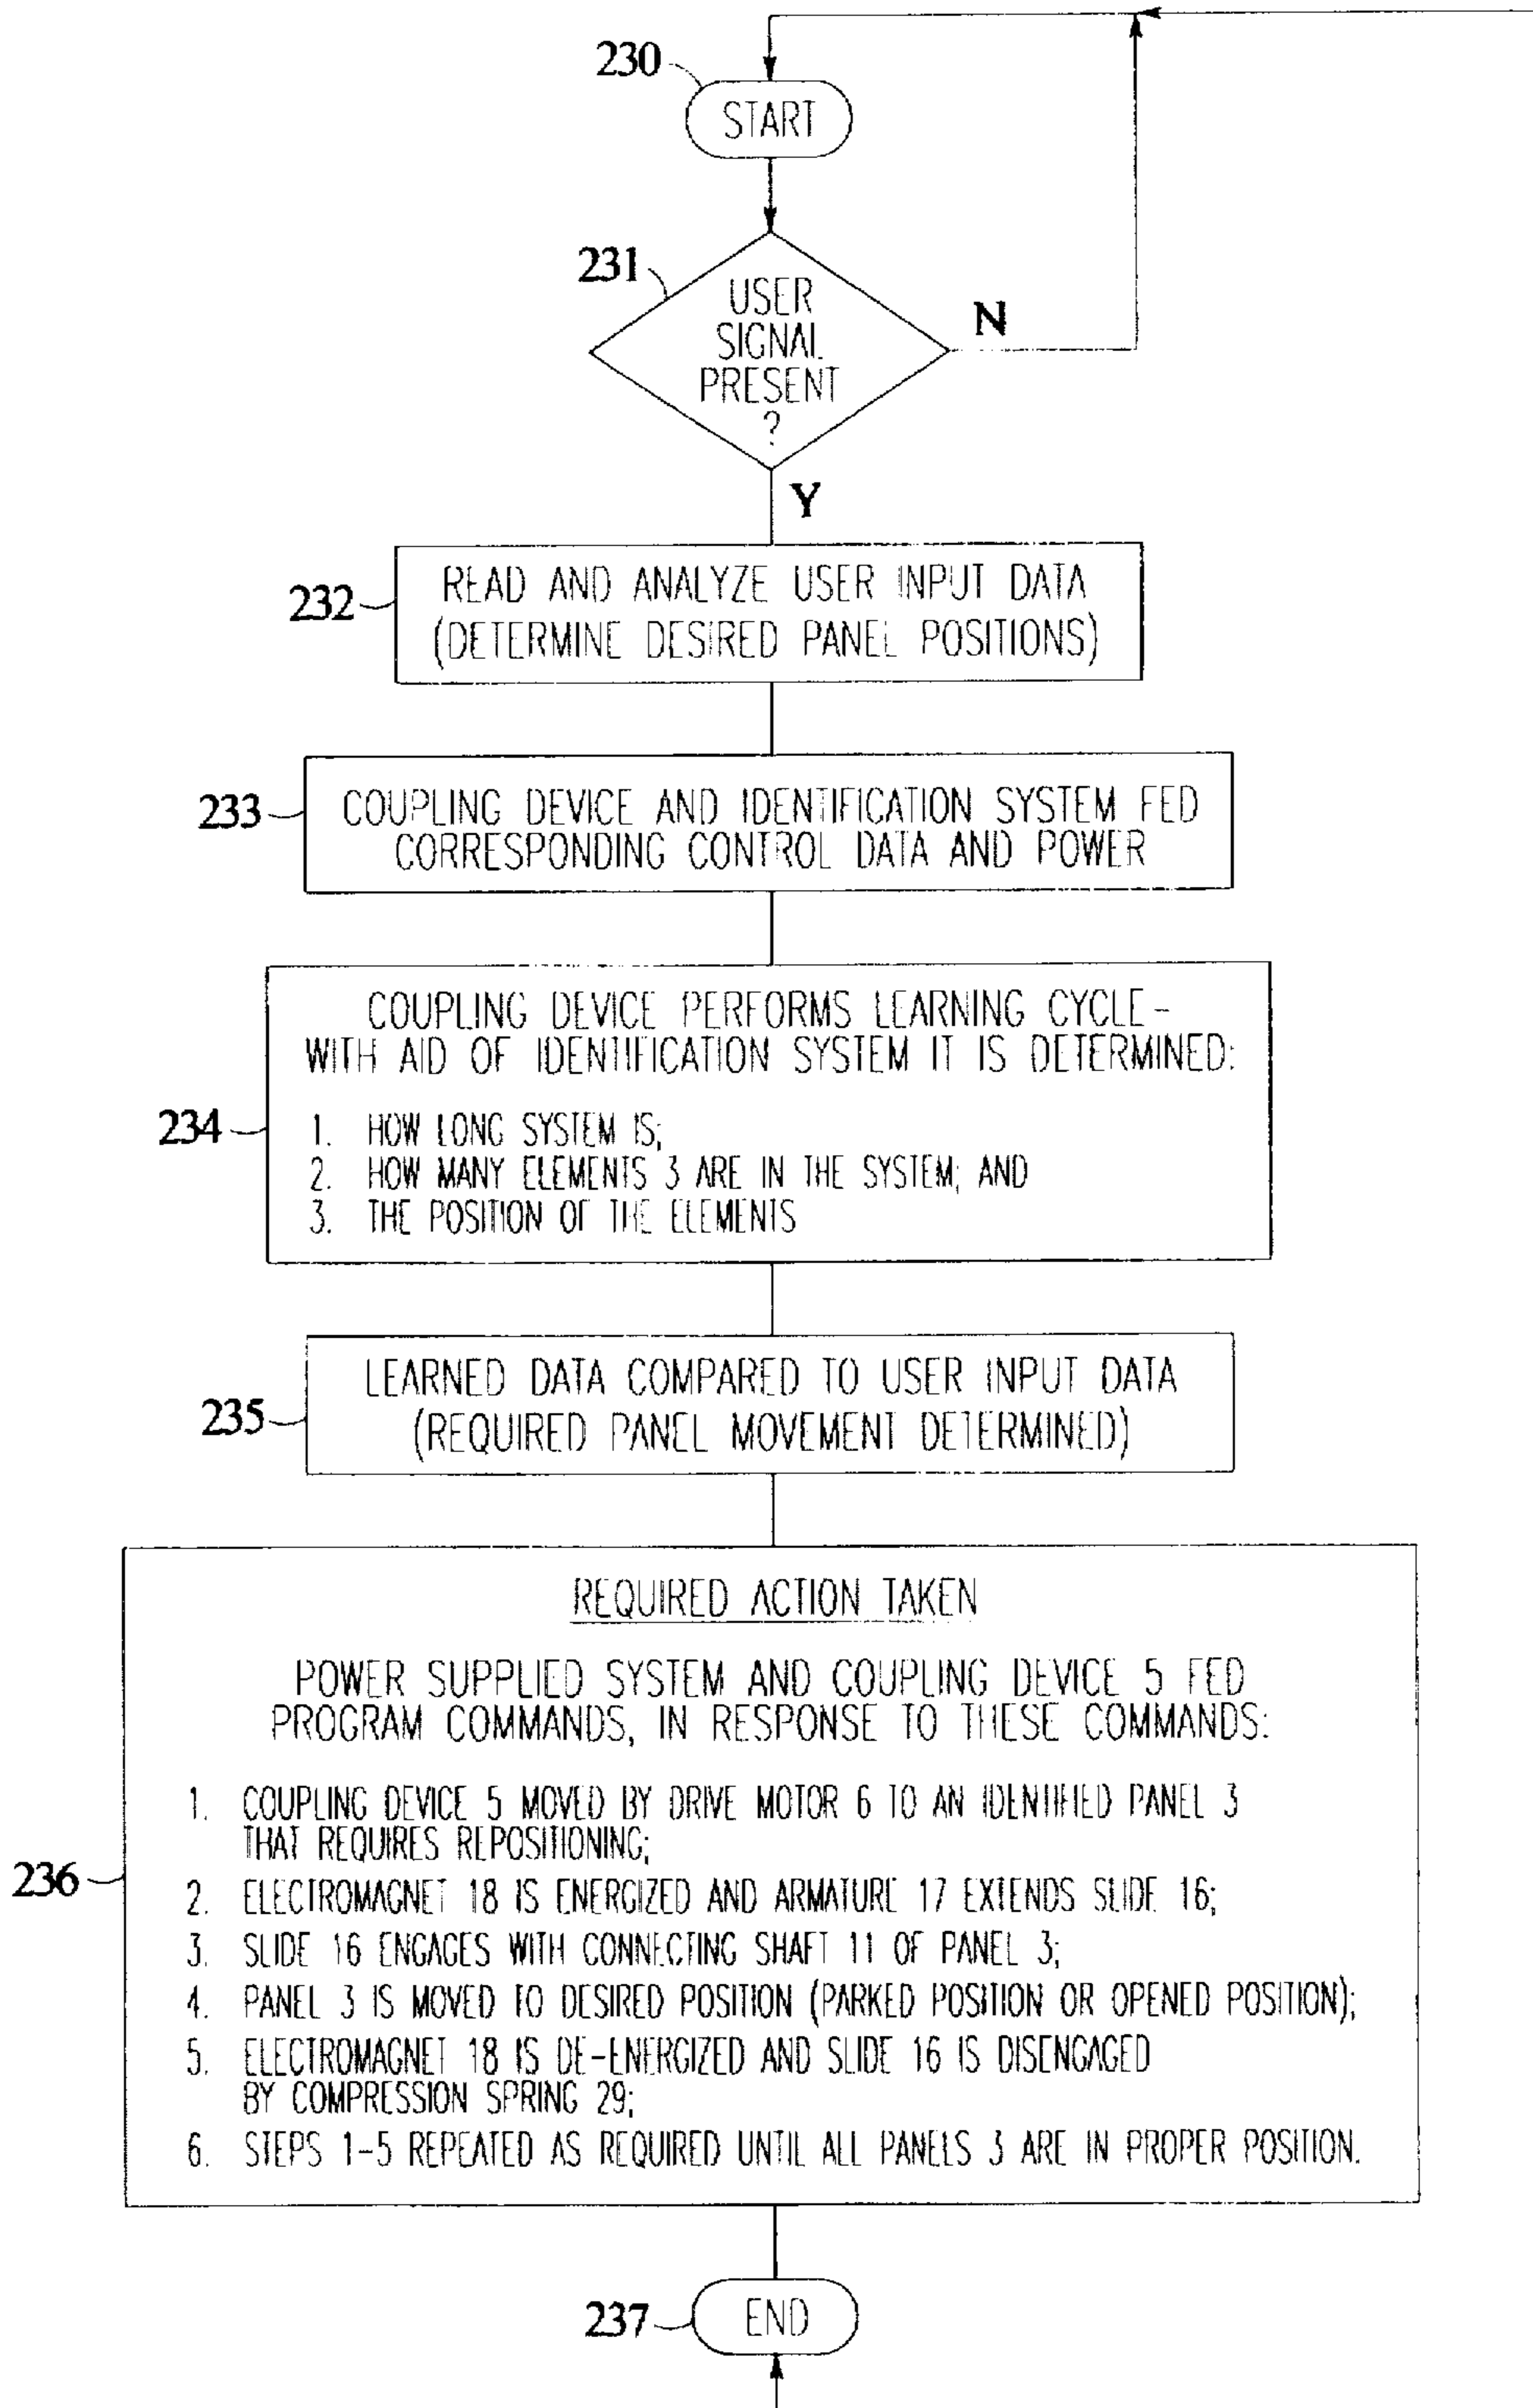 230
START
231
USER
SIGNAL
PRESENT
?
N
Y
232
READ AND ANALYZE USER INPUT DATA
(DETERMINE DESIRED PANEL POSITIONS)
233
COUPLING DEVICE AND IDENTIFICATION SYSTEM FED
CORRESPONDING CONTROL DATA AND POWER
234
COUPLING DEVICE PERFORMS LEARNING CYCLE-
WITH AID OF IDENTIFICATION SYSTEM IT IS DETERMINED:
1. HOW LONG SYSTEM IS;
2. HOW MANY ELEMENTS 3 ARE IN THE SYSTEM; AND
3. THE POSITION OF THE ELEMENTS
235
LEARNED DATA COMPARED TO USER INPUT DATA
(REQUIRED PANEL MOVEMENT DETERMINED)
236
REQUIRED ACTION TAKEN
POWER SUPPLIED SYSTEM AND COUPLING DEVICE 5 FED
PROGRAM COMMANDS, IN RESPONSE TO THESE COMMANDS:
1. COUPLING DEVICE 5 MOVED BY DRIVE MOTOR 6 TO AN IDENTIFIED PANEL 3
THAT REQUIRES REPOSITIONING;
2. ELECTROMAGNET 18 IS ENERGIZED AND ARMATURE 17 EXTENDS SLIDE 16;
3. SLIDE 16 ENGAGES WITH CONNECTING SHAFT 11 OF PANEL 3;
4. PANEL 3 IS MOVED TO DESIRED POSITION (PARKED POSITION OR OPENED POSITION);
5. ELECTROMAGNET 18 IS DE-ENERGIZED AND SLIDE 16 IS DISENGAGED
BY COMPRESSION SPRING 29;
6. STEPS 1-5 REPEATED AS REQUIRED UNTIL ALL PANELS 3 ARE IN PROPER POSITION.
237
END